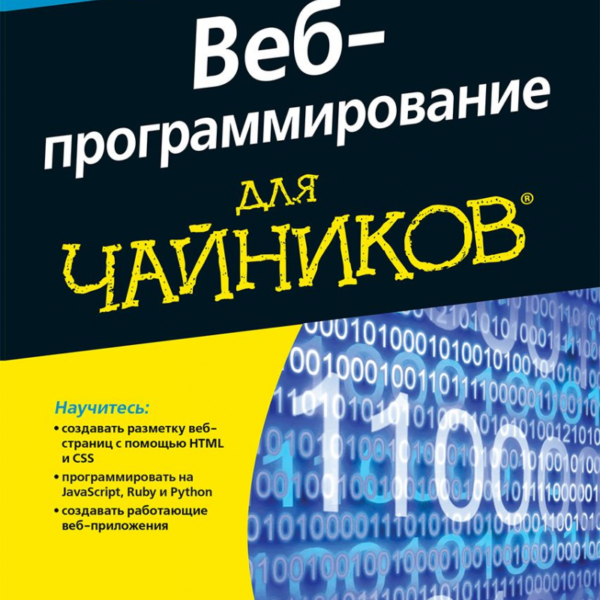 Веб-
программирование
для
ЧАЙНИКОВ®
Научитесь:
• создавать разметку веб-
страниц с помощью HTML
и CSS
• программировать на
JavaScript, Ruby и Python
• создавать работающие
веб-приложения
11000